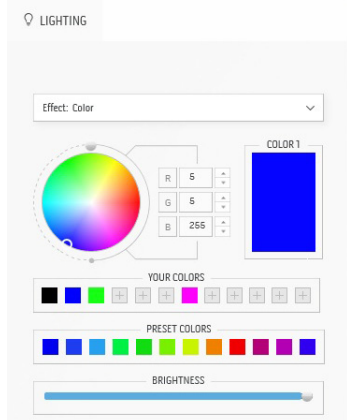 LIGHTING
Effect: Color
COLOR 1
R 5
G 5
B 255
YOUR COLORS
PRESET COLORS
BRIGHTNESS